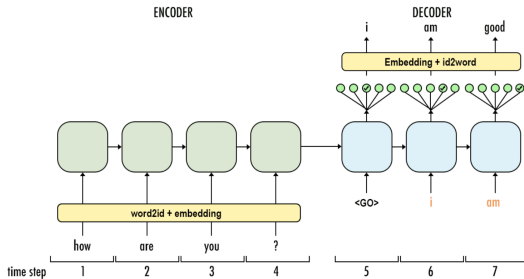 ENCODER DECODER
i am good
Embedding + id2word
word2id + embedding
<GO> i am
how are you ?
time step 1 2 3 4 5 6 7